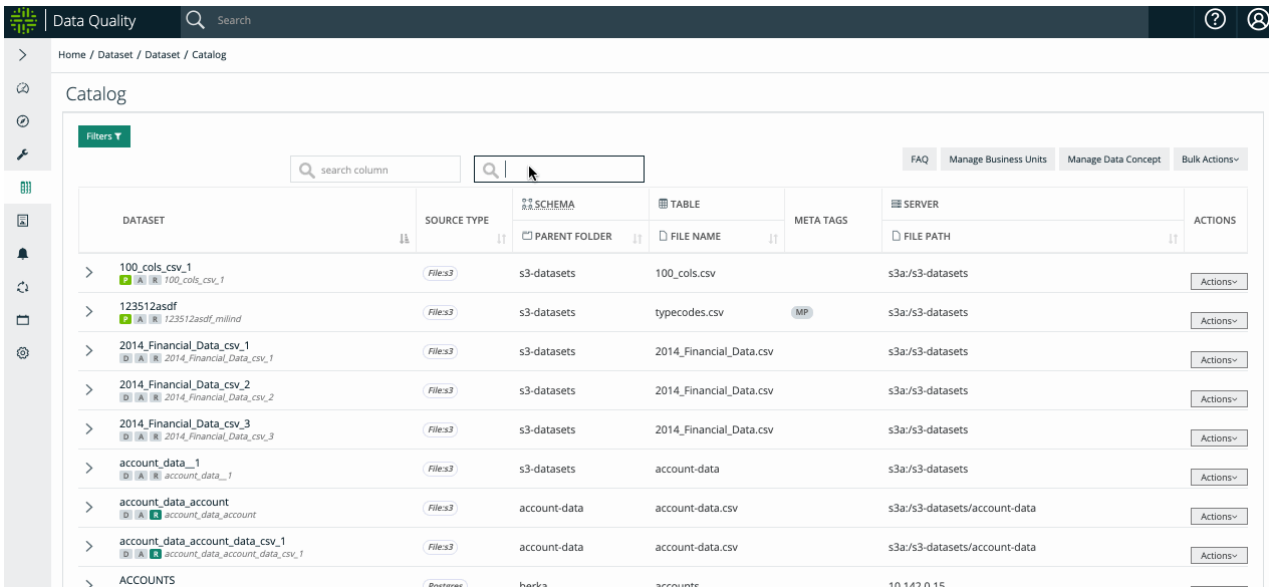 Data Quality
Search
Home / Dataset / Dataset / Catalog
Catalog
Filters
search column
FAQ
Manage Business Units
Manage Data Concept
Bulk Actions
DATASET
SOURCE TYPE
SCHEMA
PARENT FOLDER
TABLE
FILE NAME
META TAGS
SERVER
FILE PATH
ACTIONS
100_cols_csv_1
P A R 100_cols_csv_1
File:s3 s3-datasets 100_cols.csv s3a:/s3-datasets Actions
123512asdf
P A R 123512asdf_milind
File:s3 s3-datasets typecodes.csv MP s3a:/s3-datasets Actions
2014_Financial_Data_csv_1
D A R 2014_Financial_Data_csv_1
File:s3 s3-datasets 2014_Financial_Data.csv s3a:/s3-datasets Actions
2014_Financial_Data_csv_2
D A R 2014_Financial_Data_csv_2
File:s3 s3-datasets 2014_Financial_Data.csv s3a:/s3-datasets Actions
2014_Financial_Data_csv_3
D A R 2014_Financial_Data_csv_3
File:s3 s3-datasets 2014_Financial_Data.csv s3a:/s3-datasets Actions
account_data__1
D A R account_data__1
File:s3 s3-datasets account-data s3a:/s3-datasets Actions
account_data_account
D A R account_data_account
File:s3 account-data account-data.csv s3a:/s3-datasets/account-data Actions
account_data_account_data_csv_1
D A R account_data_account_data_csv_1
File:s3 account-data account-data.csv s3a:/s3-datasets/account-data Actions
ACCOUNTS
Postgres berka accounts 10.142.0.15